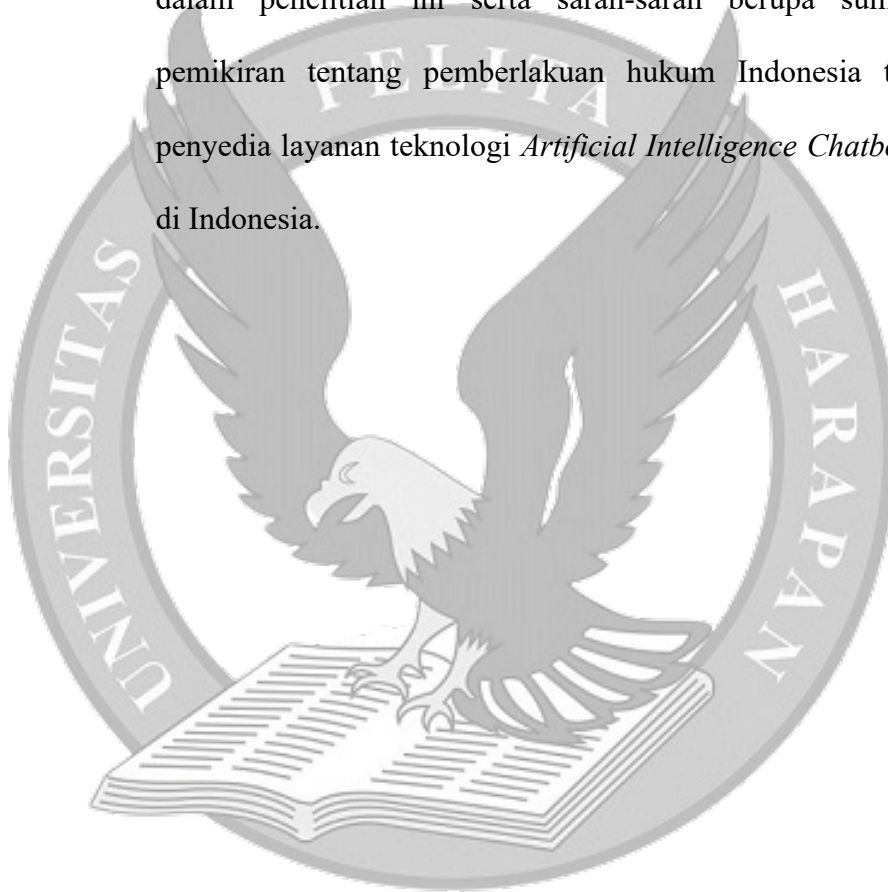 dalam penelitian ini serta saran-saran berupa
pemikiran tentang pemberlakuan hukum Indonesia
penyedia layanan teknologi Artificial Intelligence
di Indonesia.
UNIVERSITAS PELITA HARAPAN